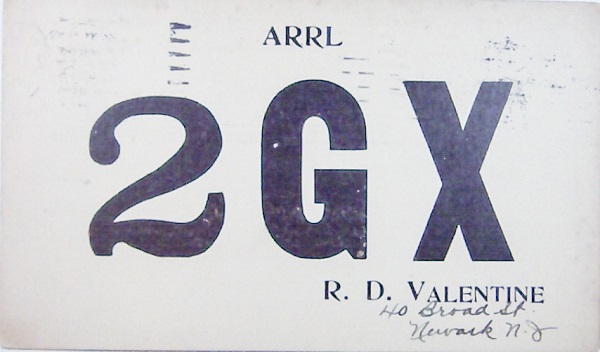 ARRL
2GX
R. D. VALENTINE
40 Broad St.
Newark N.J